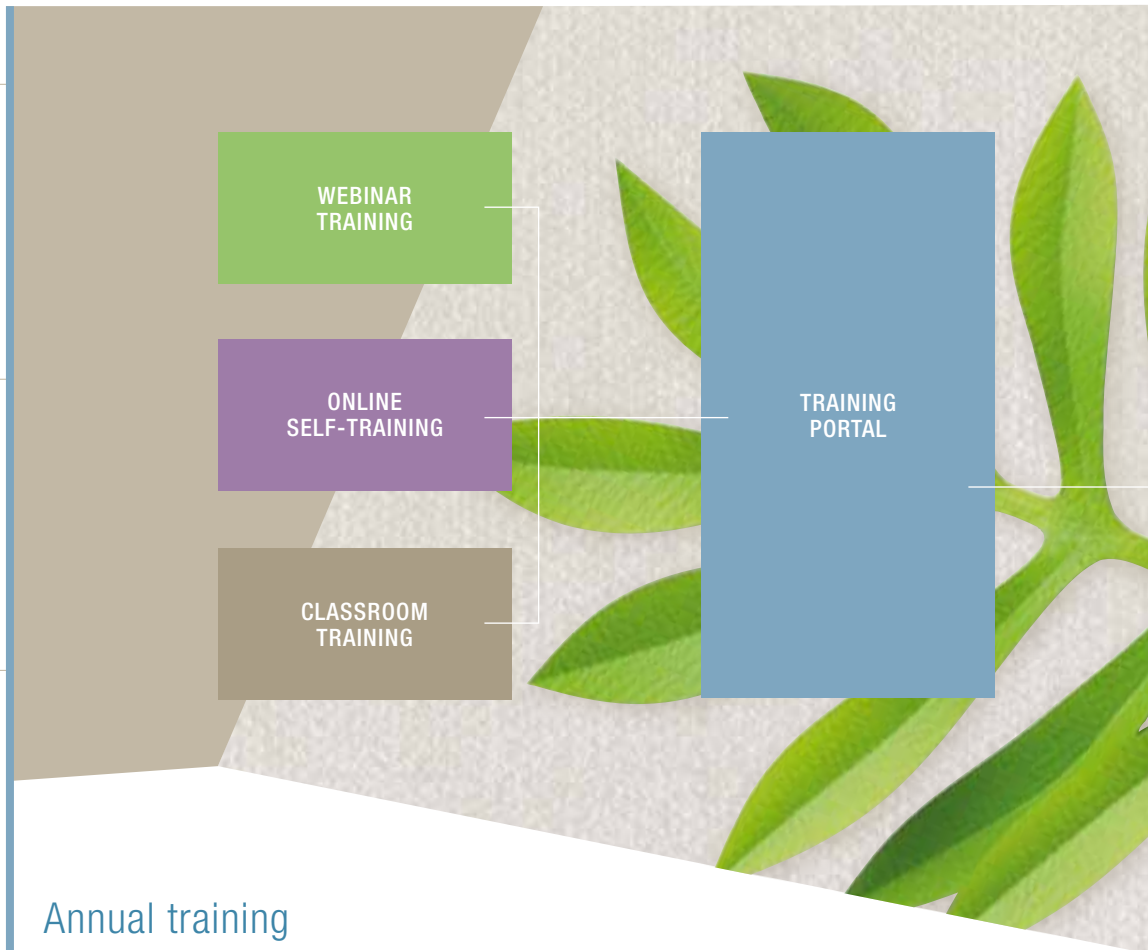 WEBINAR
TRAINING
ONLINE
SELF-TRAINING
CLASSROOM
TRAINING
TRAINING
PORTAL
Annual training